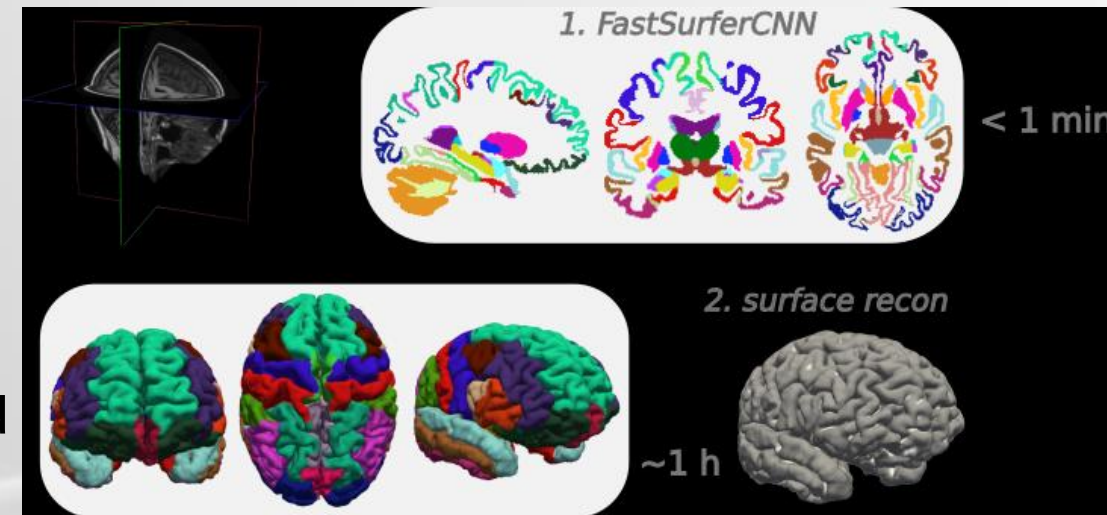 1. FastSurferCNN
< 1 min
2. surface recon
~1 h